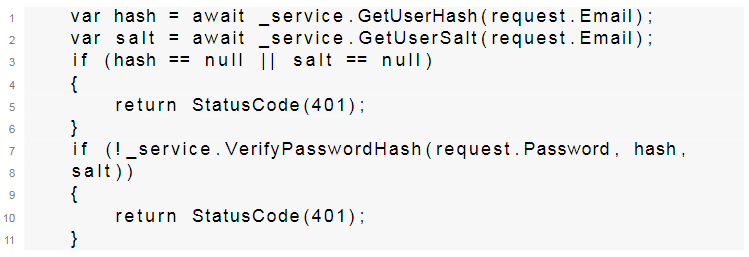 1 var hash = await _service.GetUserHash(request.Email);
2 var salt = await _service.GetUserSalt(request.Email);
3 if (hash == null || salt == null)
4 {
5 return StatusCode(401);
6 }
7 if (!_service.VerifyPasswordHash(request.Password, hash,
8 salt))
9 {
10 return StatusCode(401);
11 }